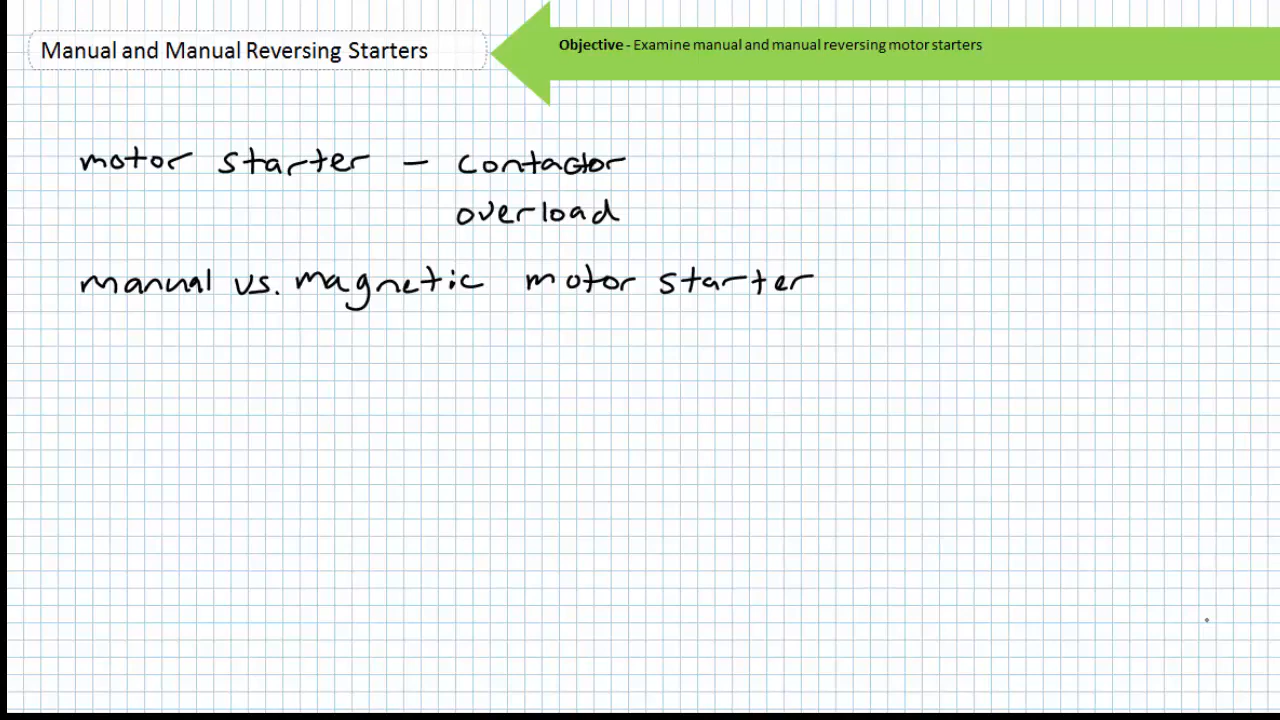 Manual and Manual Reversing Starters
Objective - Examine manual and manual reversing motor starters
motor starter - contactor
overload
manual vs. magnetic motor starter